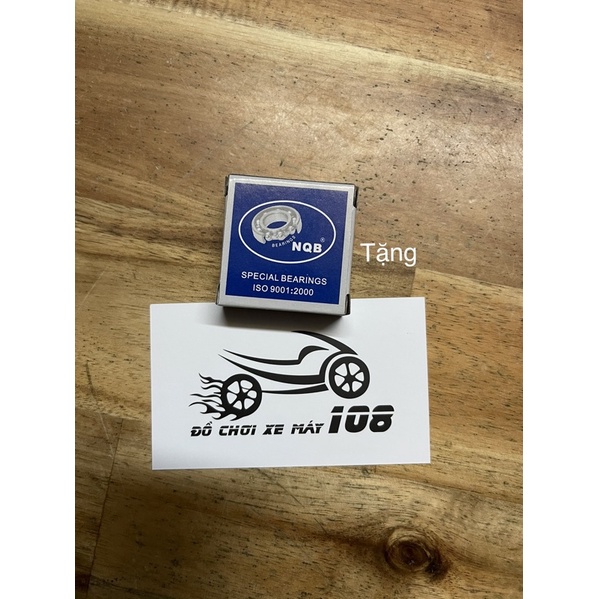 BEARINGS
NQB ®
Tặng
SPECIAL BEARINGS
ISO 9001:2000
ĐỒ CHƠI XE MÁY 108